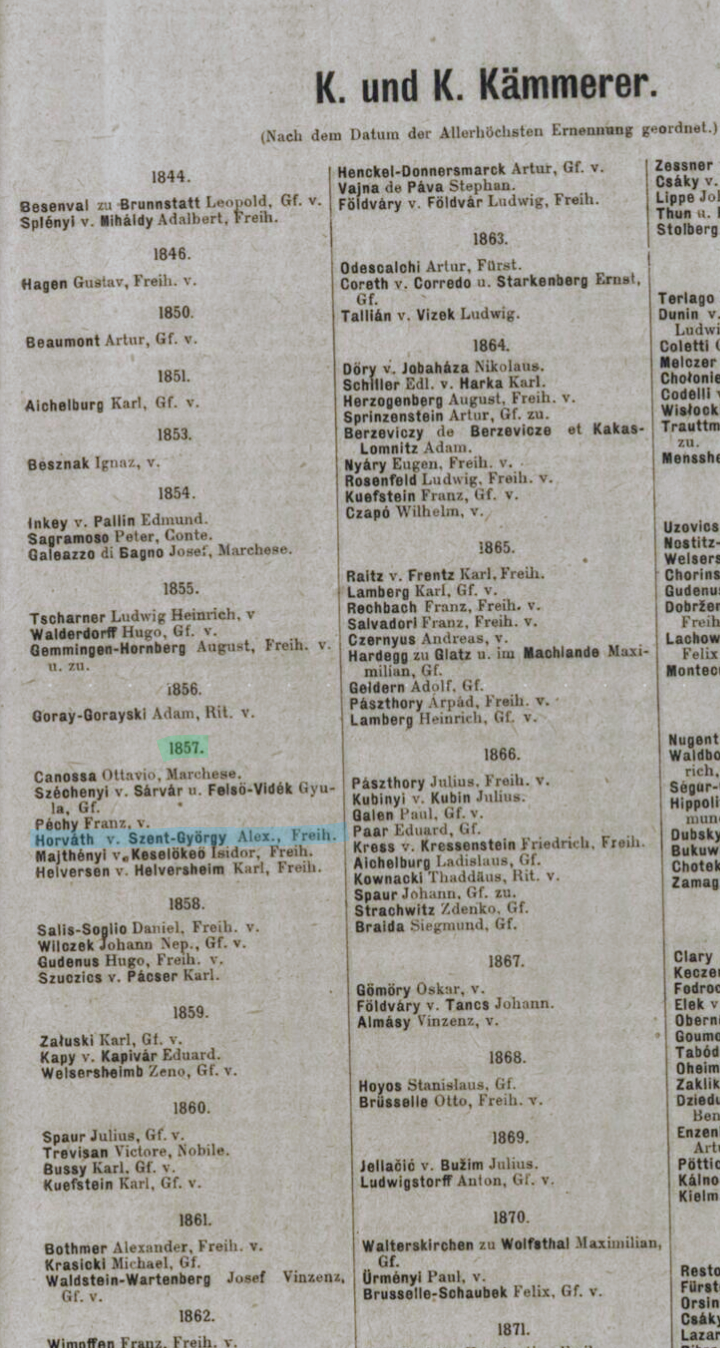 K. und K. Kämmerer.
(Nach dem Datum der Allerhöchsten Ernennung geordnet.)
1844.
Besenval zu Brunnstatt Leopold, Gf. v.
Splényi v. Miháldy Adalbert, Freih.
1846.
Hagen Gustav, Freih. v.
1850.
Beaumont Artur, Gf. v.
1851.
Aichelburg Karl, Gf. v.
1853.
Besznak Ignaz, v.
1854.
Inkey v. Pallin Edmund.
Sagramoso Peter, Conte.
Galeazzo di Bagno Josef, Marchese.
1855.
Tscharner Ludwig Heinrich, v
Walderdorff Hugo, Gf. v.
Gemmingen-Hornberg August, Freih. v.
u. zu.
1856.
Goray-Gorayski Adam, Rit. v.
1857.
Canossa Ottavio, Marchese.
Széchenyi v. Sárvár u. Felsö-Vidék Gyu-
la, Gf.
Péchy Franz, v.
Horváth v. Szent-György Alex., Freih.
Majthényi v. Keselökeö Isidor, Freih.
Helversen v. Helversheim Karl, Freih.
1858.
Salis-Soglio Daniel, Freih. v.
Wilczek Johann Nep., Gf. v.
Gudenus Hugo, Freih. v.
Szuczics v. Pácser Karl.
1859.
Załuski Karl, Gf. v.
Kapy v. Kapivár Eduard.
Welsersheimb Zeno, Gf. v.
1860.
Spaur Julius, Gf. v.
Trevisan Victore, Nobile.
Bussy Karl, Gf. v.
Kuefstein Karl, Gf. v.
1861.
Bothmer Alexander, Freih. v.
Krasicki Michael, Gf.
Waldstein-Wartenberg Josef Vinzenz,
Gf. v.
1862.
Wimpffen Franz, Freih. v.
Henckel-Donnersmarck Artur, Gf. v.
Vajna de Páva Stephan.
Földváry v. Földvár Ludwig, Freih.
1863.
Odescalchi Artur, Fürst.
Coreth v. Corredo u. Starkenberg Ernst,
Gf.
Tallián v. Vizek Ludwig.
1864.
Döry v. Jobaháza Nikolaus.
Schiller Edl. v. Harka Karl.
Herzogenberg August, Freih. v.
Sprinzenstein Artur, Gf. zu.
Berzeviczy de Berzevicze et Kakas-
Lomnitz Adam.
Nyáry Eugen, Freih. v.
Rosenfeld Ludwig, Freih. v.
Kuefstein Franz, Gf. v.
Czapó Wilhelm, v.
1865.
Raitz v. Frentz Karl, Freih.
Lamberg Karl, Gf. v.
Rechbach Franz, Freih. v.
Salvadori Franz, Freih. v.
Czernyus Andreas, v.
Hardegg zu Glatz u. im Machlande Maxi-
milian, Gf.
Geldern Adolf, Gf.
Pászthory Arpád, Freih. v.
Lamberg Heinrich, Gf. v.
1866.
Pászthory Julius, Freih. v.
Kubinyi v. Kubin Julius.
Galen Paul, Gf. v.
Paar Eduard, Gf.
Kress v. Kressenstein Friedrich, Freih.
Aichelburg Ladislaus, Gf.
Kownacki Thaddäus, Rit. v.
Spaur Johann, Gf. zu.
Strachwitz Zdenko, Gf.
Braida Siegmund, Gf.
1867.
Gömöry Oskar, v.
Földváry v. Tancs Johann.
Almásy Vinzenz, v.
1868.
Hoyos Stanislaus, Gf.
Brüsselle Otto, Freih. v.
1869.
Jellačić v. Bužim Julius.
Ludwigstorff Anton, Gf. v.
1870.
Walterskirchen zu Wolfsthal Maximilian,
Gf.
Ürményi Paul, v.
Brusselle-Schaubek Felix, Gf. v.
1871.
Zessner
Csáky v.
Lippe Jo
Thun u.
Stolberg
Terlago
Dunin v.
Ludwi
Coletti
Melczer
Chołonie
Codelli
Wisłock
Trauttm
zu.
Mensshe
Uzovics
Nostitz-
Welsers
Chorins
Gudenu
Dobržen
Freih
Lachow
Felix
Montecu
Nugent
Waldbo
rich,
Ségur-
Hippoli
mun
Dubsky
Bukuw
Chotek
Zamag
Clary
Keczer
Fodroc
Elek v
Oberni
Goumo
Tabód
Oheim
Zaklik
Dziedu
Ben
Enzen
Art
Pöttic
Kálno
Kielm
Resto
Fürst
Orsin
Csáky
Lazar